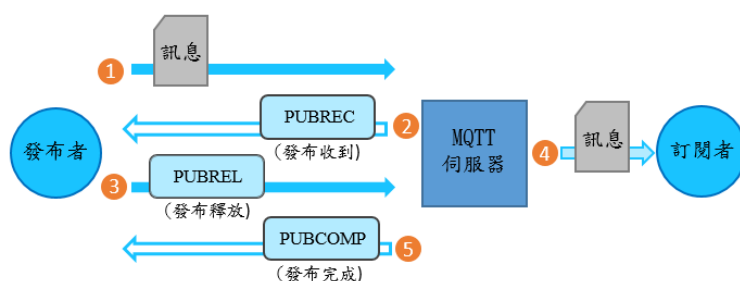 1
訊息
發布者
PUBREC
2
(發布收到)
MQTT
伺服器
4
訊息
訂閱者
3
PUBREL
(發布釋放)
PUBCOMP
5
(發布完成)